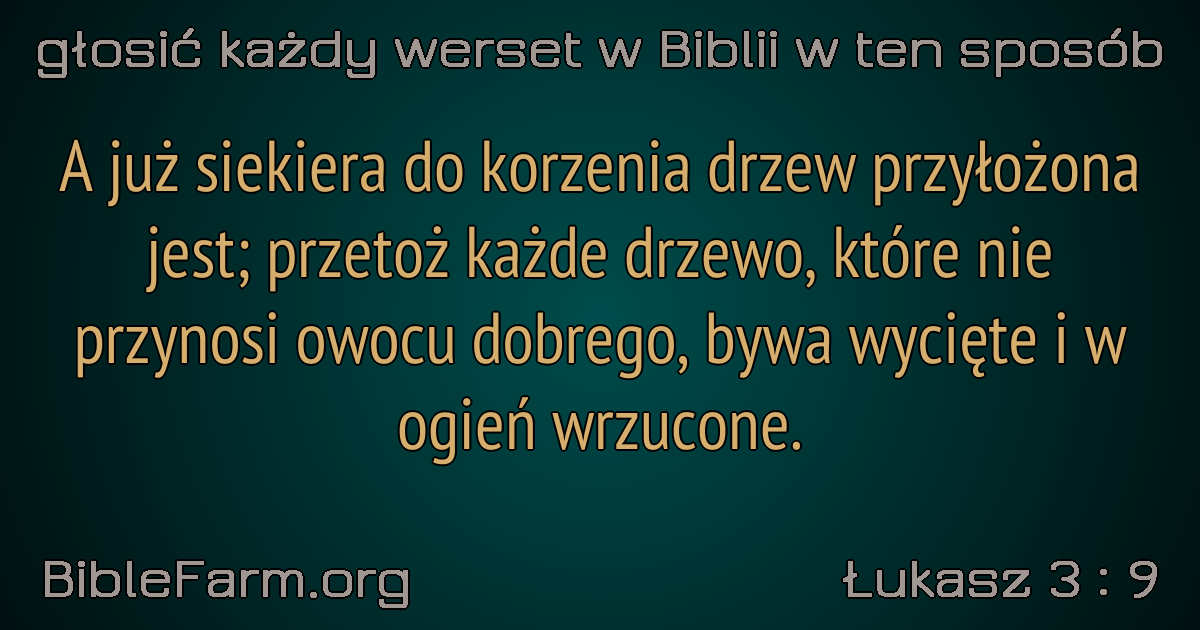 głosić każdy werset w Biblii w ten sposób
A już siekiera do korzenia drzew przyłożona
jest; przetoż każde drzewo, które nie
przynosi owocu dobrego, bywa wycięte i w
ogień wrzucone.
BibleFarm.org
Łukasz 3 : 9